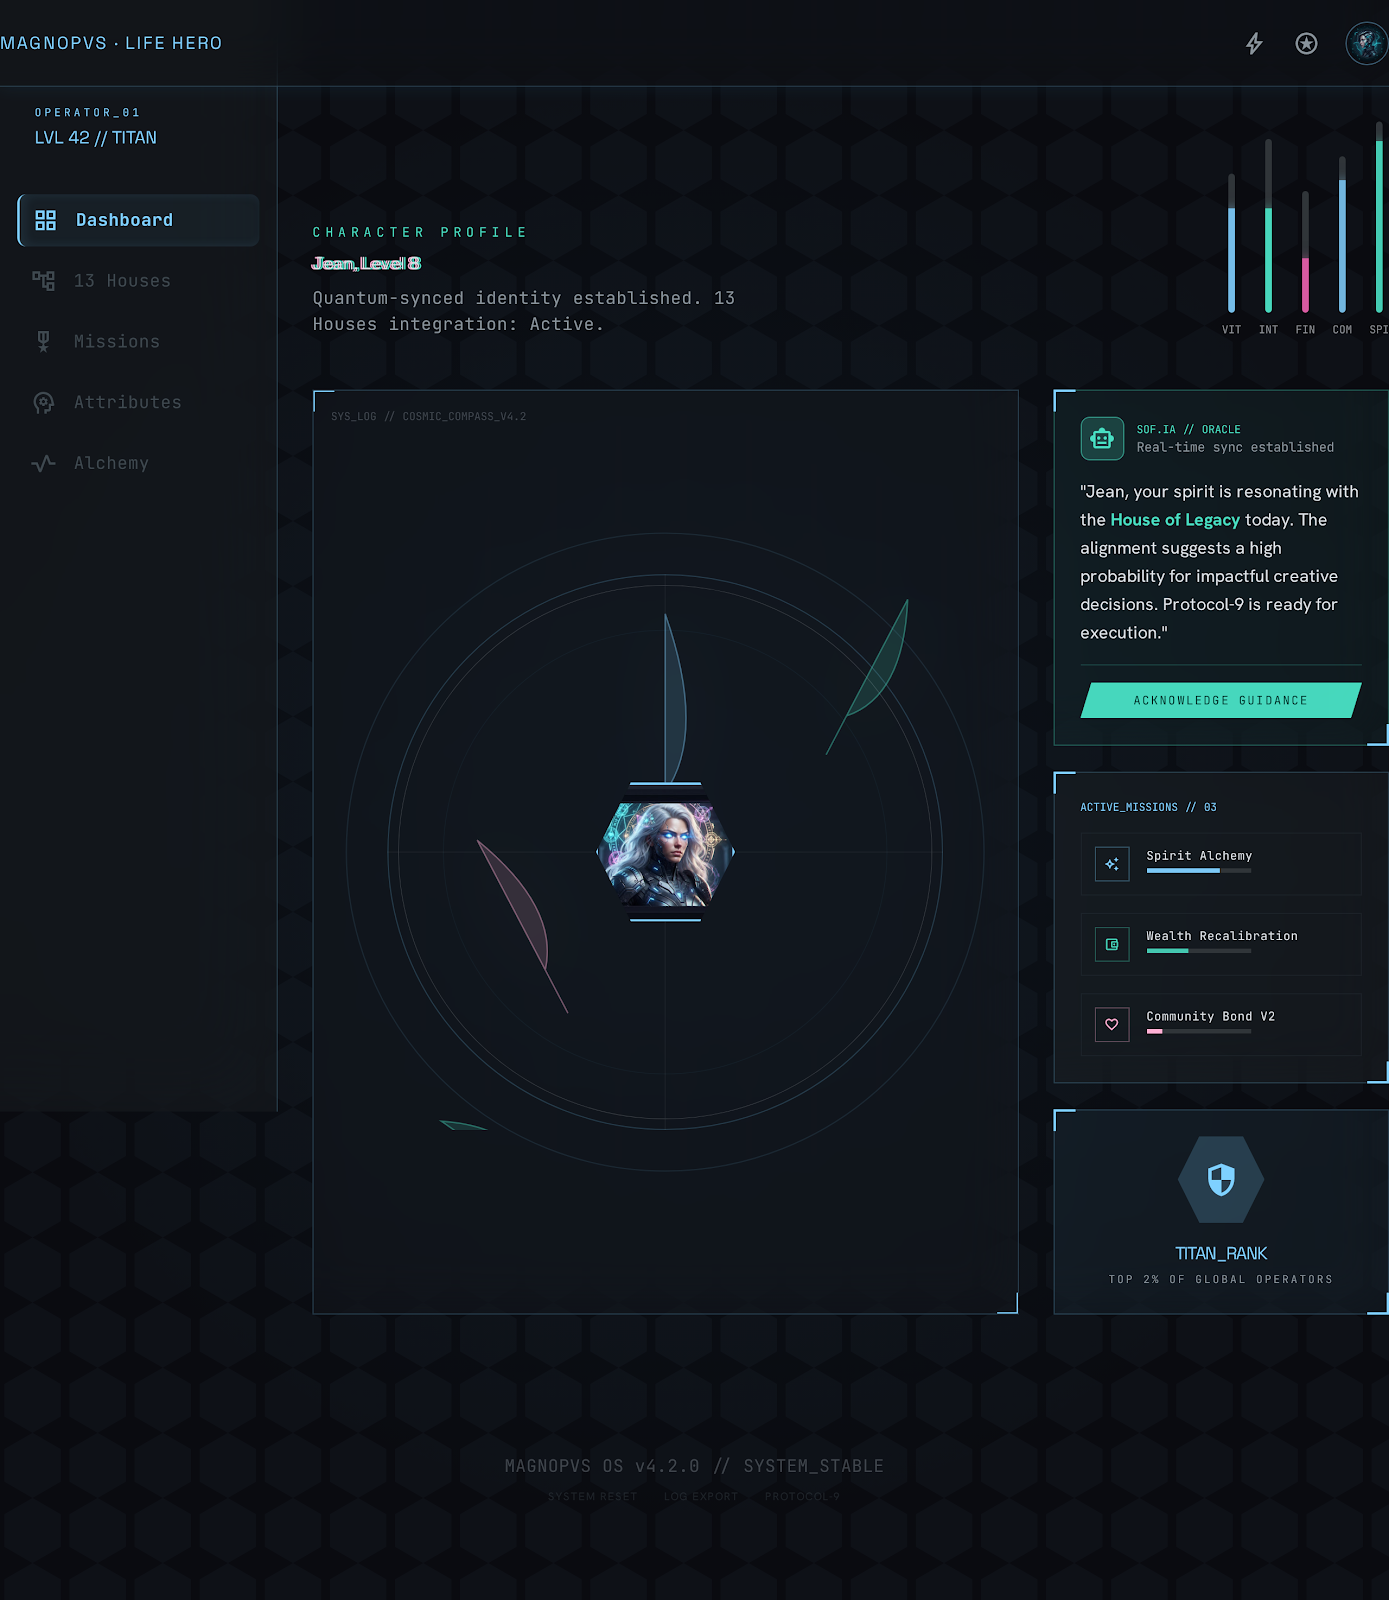 MAGNOPVS · LIFE HERO
OPERATOR_01
LVL 42 // TITAN
Dashboard
13 Houses
Missions
Attributes
Alchemy
CHARACTER PROFILE
Jean, Level 8
Quantum-synced identity established. 13
Houses integration: Active.
VIT INT FIN COM SPI
SYS_LOG // COSMIC_COMPASS_V4.2
SOF.IA // ORACLE
Real-time sync established
"Jean, your spirit is resonating with
the House of Legacy today. The
alignment suggests a high
probability for impactful creative
decisions. Protocol-9 is ready for
execution."
ACKNOWLEDGE GUIDANCE
ACTIVE_MISSIONS // 03
Spirit Alchemy
Wealth Recalibration
Community Bond V2
TITAN_RANK
TOP 2% OF GLOBAL OPERATORS
MAGNOPVS OS v4.2.0 // SYSTEM_STABLE
SYSTEM RESET LOG EXPORT PROTOCOL-9